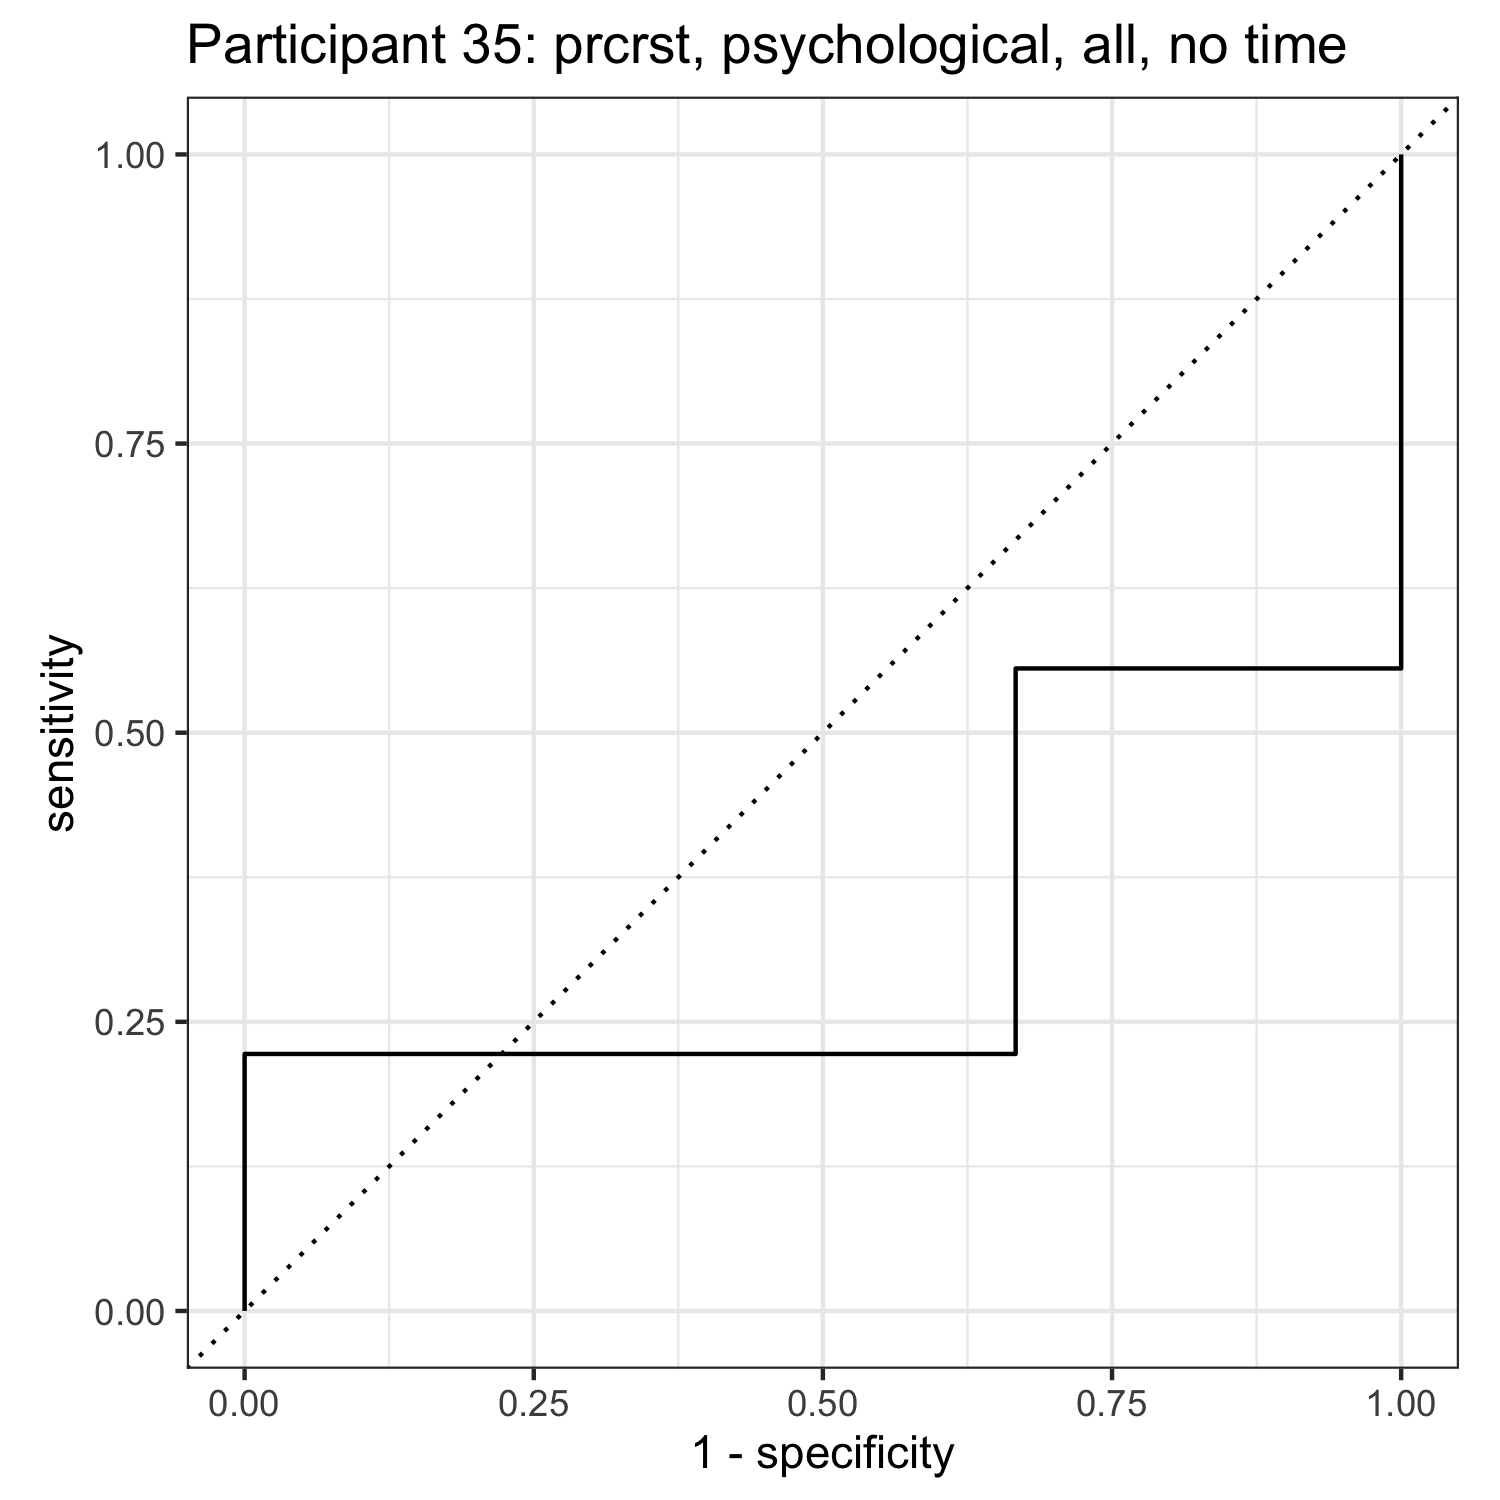 Participant 35: prcrst, psychological, all, no time
1.00
0.75
0.50
0.25
0.00
sensitivity
0.00 0.25 0.50 0.75 1.00
1 - specificity